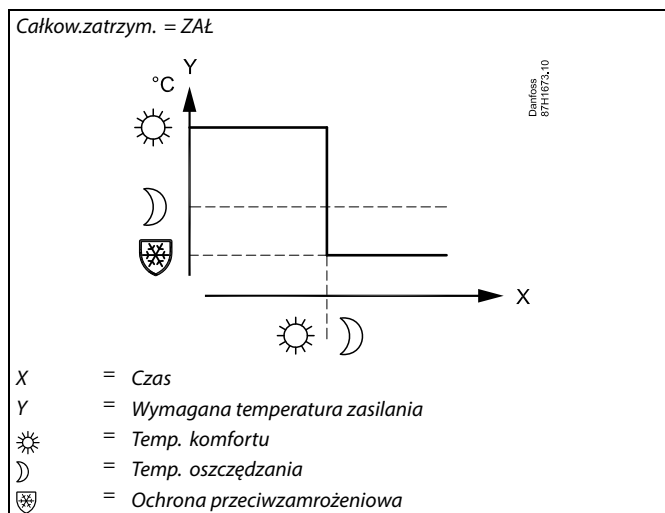 Całkow.zatrzym. = ZAŁ
Y
°C
Danfoss
87H1673.10
X
X = Czas
Y = Wymagana temperatura zasilania
= Temp. komfortu
= Temp. oszczędzania
= Ochrona przeciwzamrożeniowa